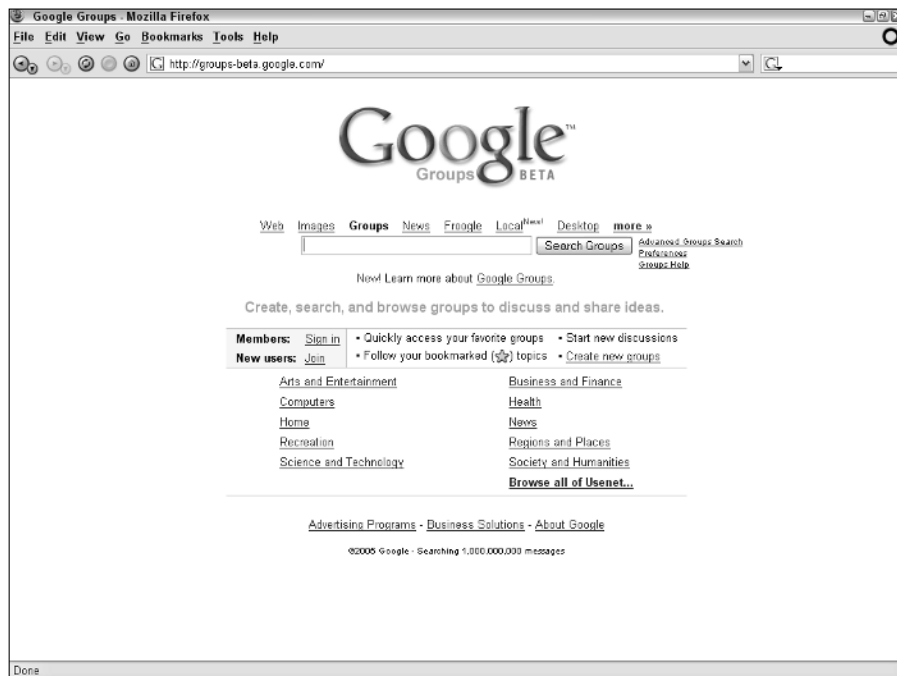 Google Groups - Mozilla Firefox
File Edit View Go Bookmarks Tools Help
http://groups-beta.google.com/
Google™
Groups BETA
Web Images Groups News Froogle Local New! Desktop more »
Search Groups
Advanced Groups Search
Preferences
Groups Help
New! Learn more about Google Groups.
Create, search, and browse groups to discuss and share ideas.
Members: Sign in • Quickly access your favorite groups • Start new discussions
New users: Join • Follow your bookmarked (☆) topics • Create new groups
Arts and Entertainment Business and Finance
Computers Health
Home News
Recreation Regions and Places
Science and Technology Society and Humanities
Browse all of Usenet...
Advertising Programs - Business Solutions - About Google
©2005 Google - Searching 1,000,000,000 messages
Done